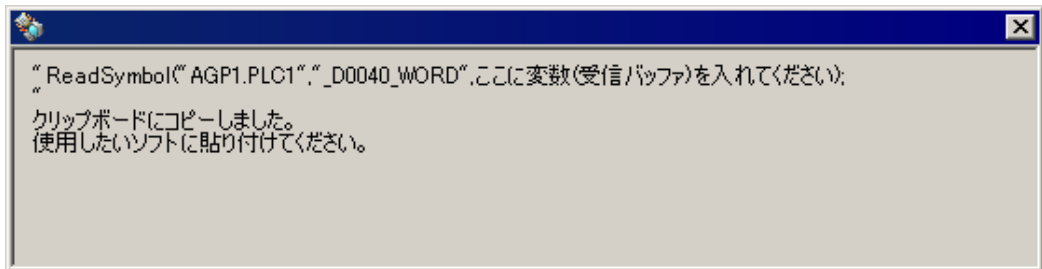 "ReadSymbol("AGP1.PLC1","_D0040_WORD",ここに変数(受信バッファ)を入れてください);
"
クリップボードにコピーしました。
使用したいソフトに貼り付けてください。